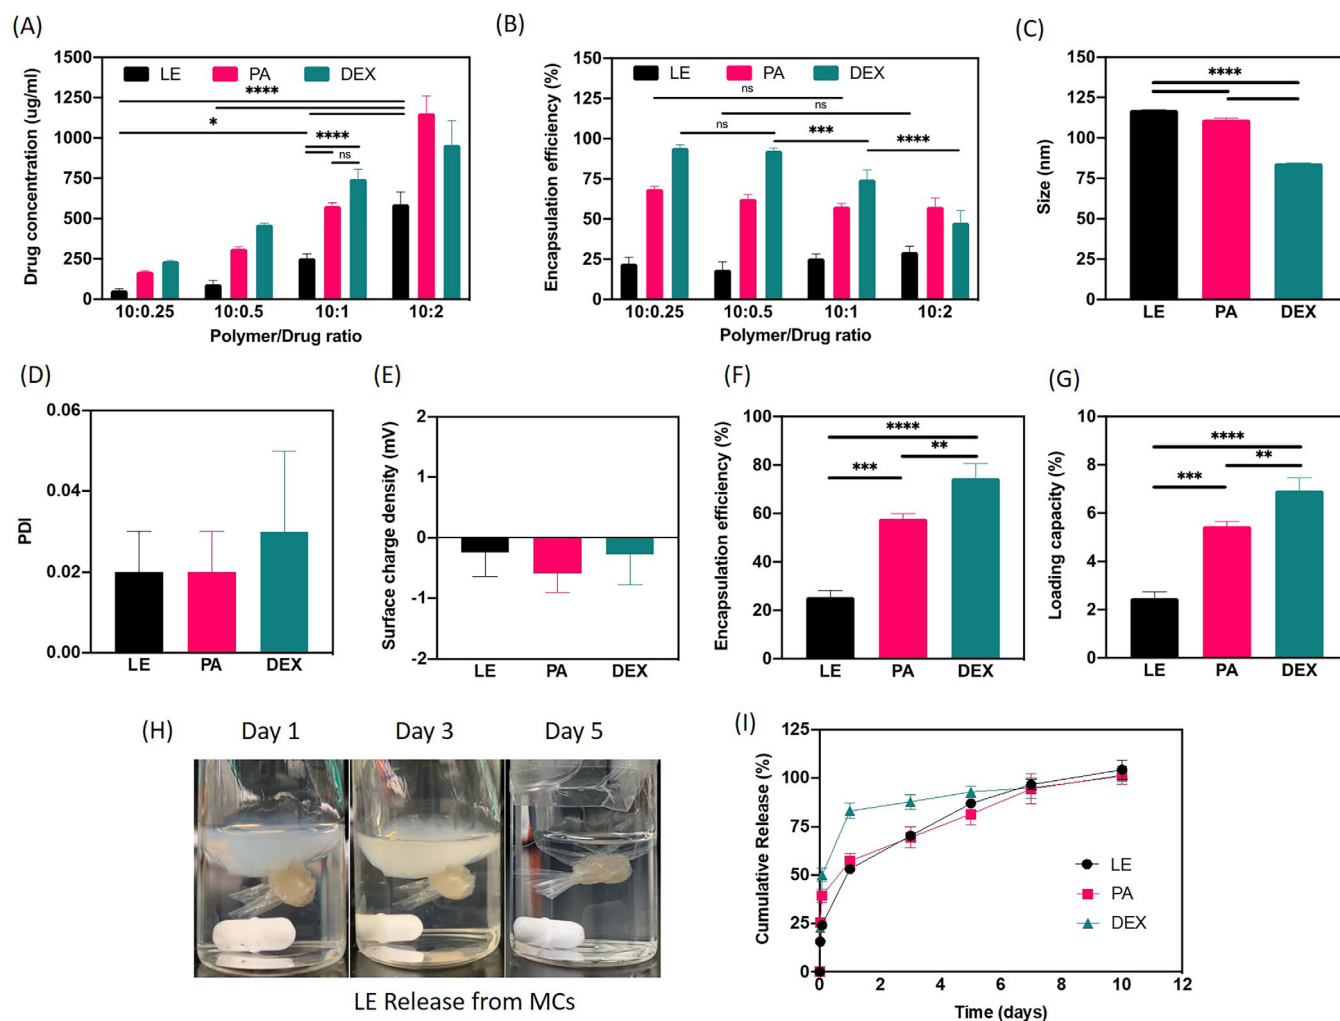 (A)
Drug concentration (ug/ml)
1500
1250
1000
750
500
250
0
LE PA DEX
****
*
****
ns
10:0.25 10:0.5 10:1 10:2
Polymer/Drug ratio
(B)
Encapsulation efficiency (%)
150
125
100
75
50
25
0
LE PA DEX
ns
ns
ns *** ****
10:0.25 10:0.5 10:1 10:2
Polymer/Drug ratio
(C)
Size (nm)
150
125
100
75
50
25
0
****
LE PA DEX
(D)
PDI
0.06
0.04
0.02
0.00
LE PA DEX
(E)
Surface charge density (mV)
2
1
0
-1
-2
LE PA DEX
(F)
Encapsulation efficiency (%)
100
80
60
40
20
0
****
**
***
LE PA DEX
(G)
Loading capacity (%)
10
8
6
4
2
0
****
**
***
LE PA DEX
(H)
Day 1 Day 3 Day 5
LE Release from MCs
(I)
Cumulative Release (%)
125
100
75
50
25
0
LE
PA
DEX
0 2 4 6 8 10 12
Time (days)